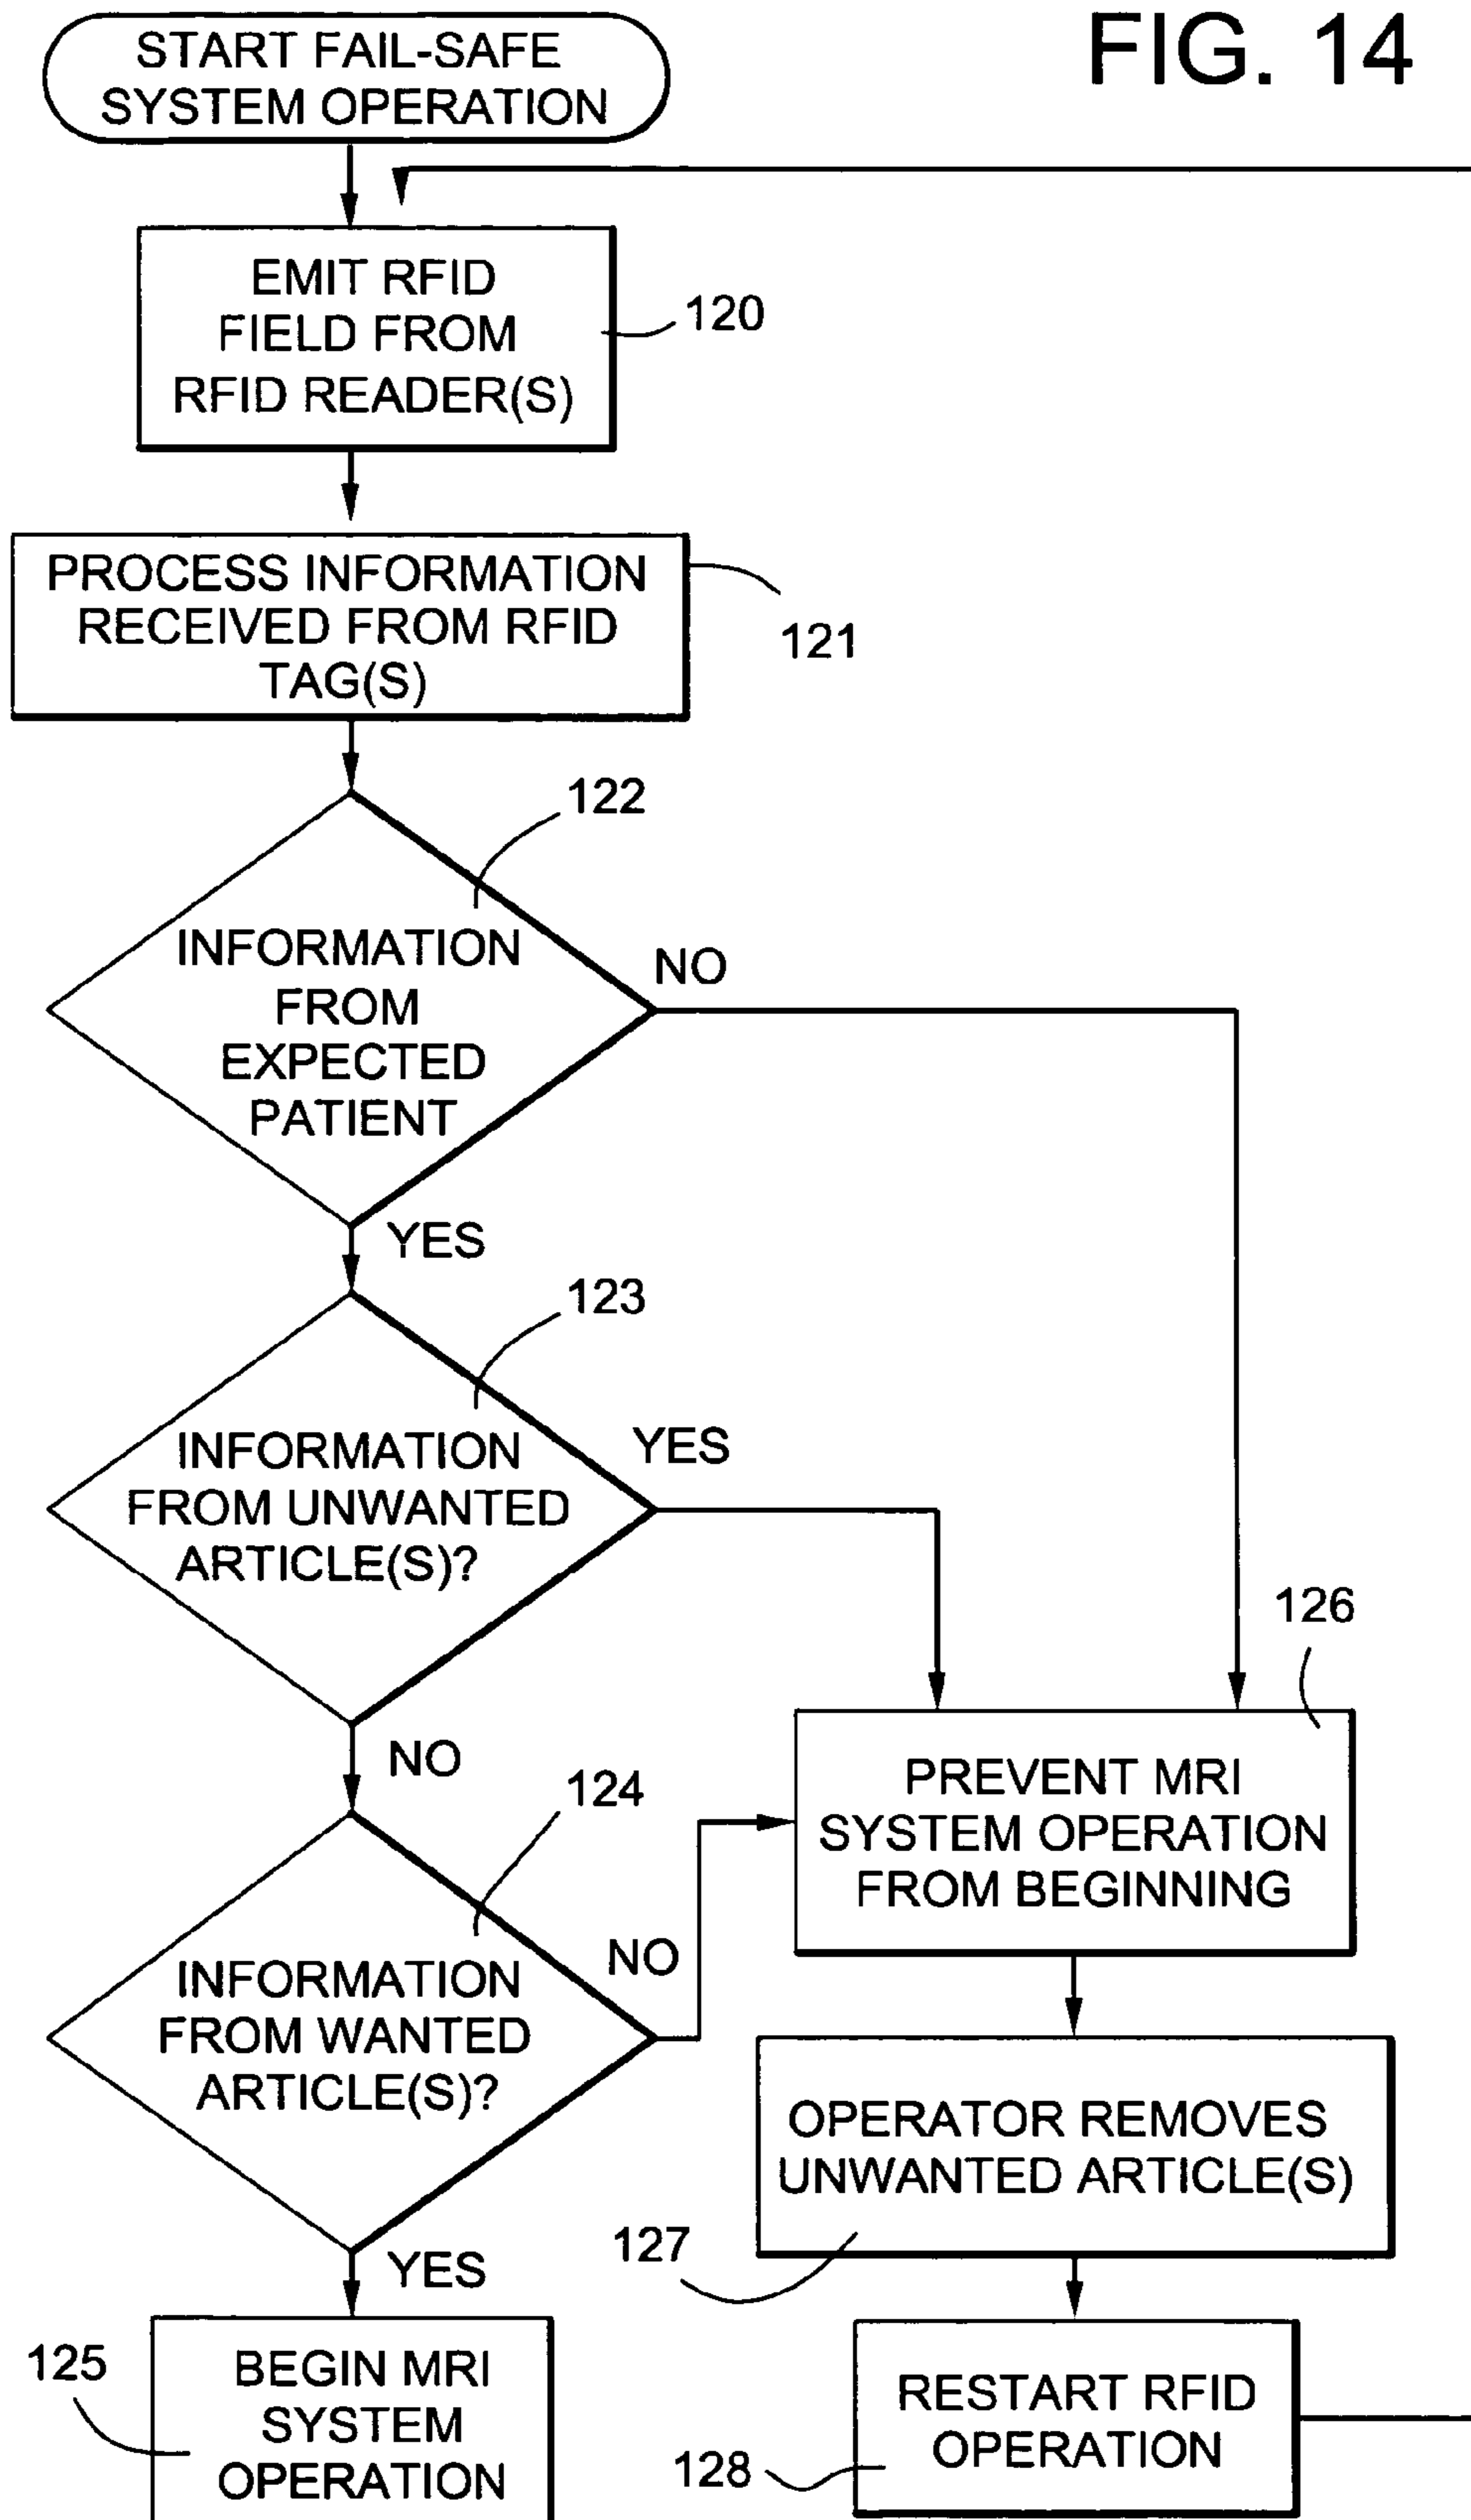 FIG. 14
START FAIL-SAFE
SYSTEM OPERATION
EMIT RFID
FIELD FROM
RFID READER(S)
120
PROCESS INFORMATION
RECEIVED FROM RFID
TAG(S)
121
122
INFORMATION
FROM
EXPECTED
PATIENT
NO
YES
123
INFORMATION
FROM UNWANTED
ARTICLE(S)?
YES
NO
124
INFORMATION
FROM WANTED
ARTICLE(S)?
NO
YES
125
BEGIN MRI
SYSTEM
OPERATION
126
PREVENT MRI
SYSTEM OPERATION
FROM BEGINNING
OPERATOR REMOVES
UNWANTED ARTICLE(S)
127
RESTART RFID
OPERATION
128